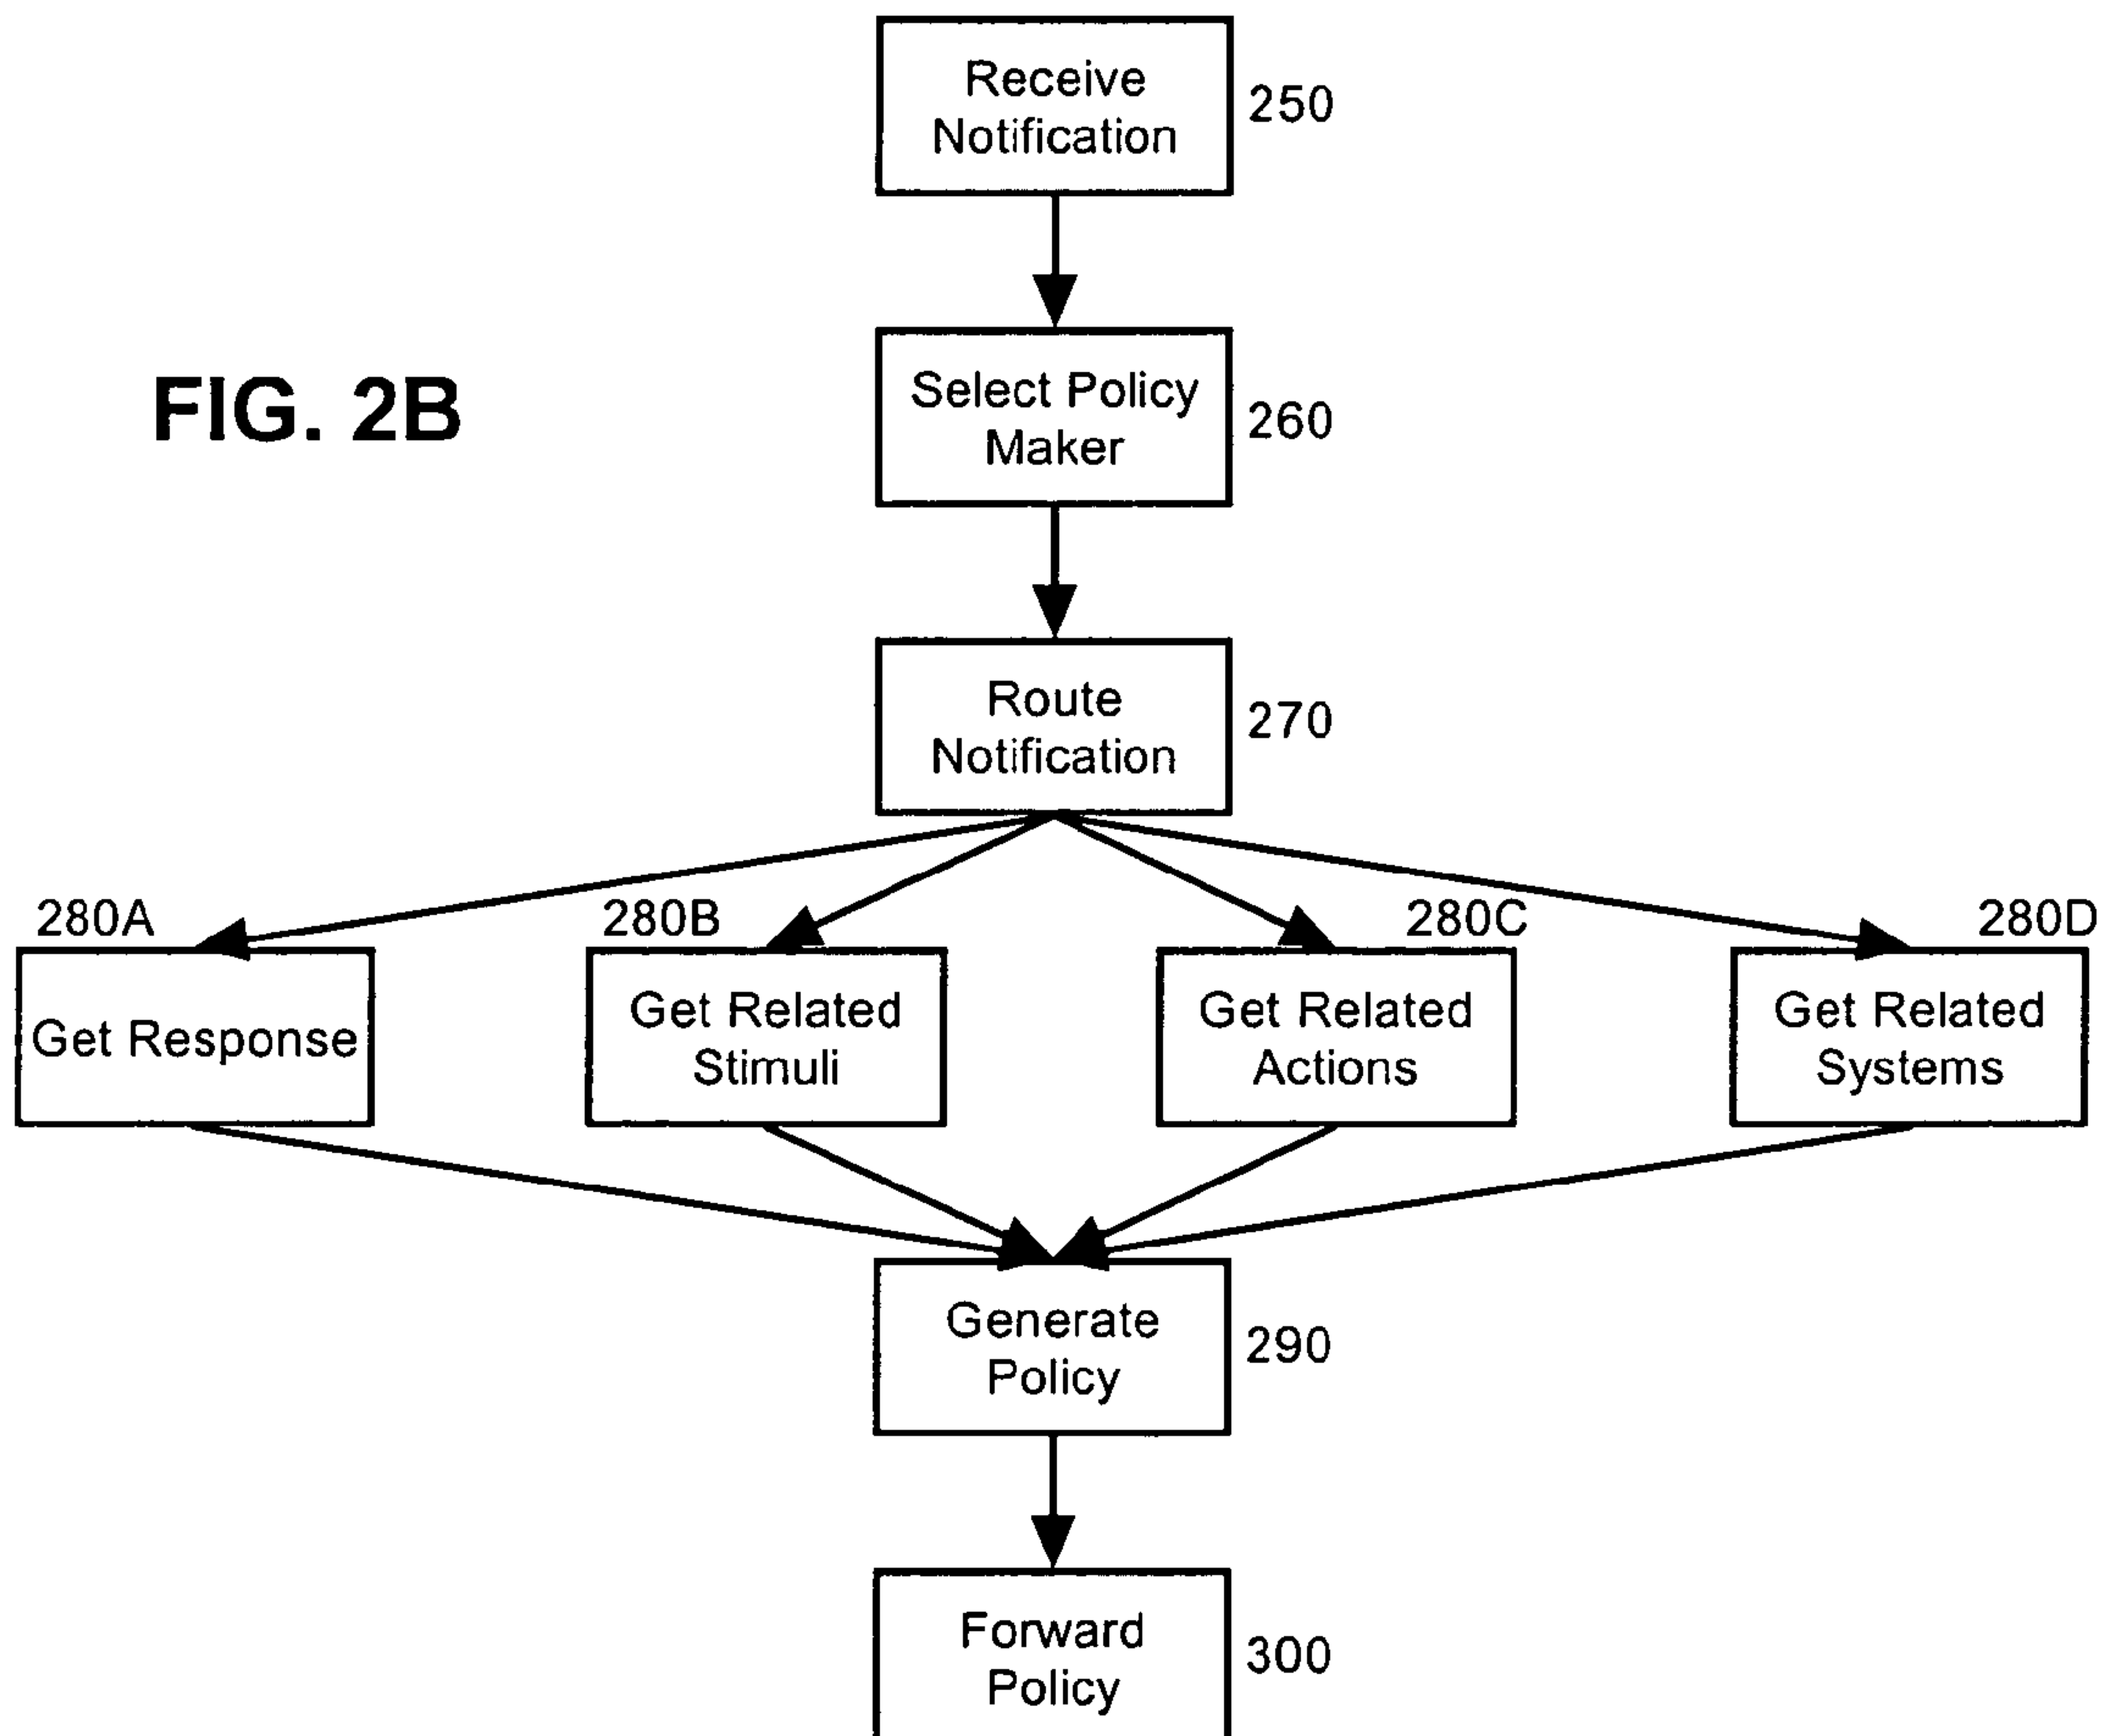 Receive
Notification
250
FIG. 2B
Select Policy
Maker
260
Route
Notification
270
280A
280B
280C
280D
Get Response
Get Related
Stimuli
Get Related
Actions
Get Related
Systems
Generate
Policy
290
Forward
Policy
300